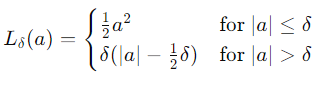 L_δ(a) = { ½a² for |a| ≤ δ
δ(|a| − ½δ) for |a| > δ